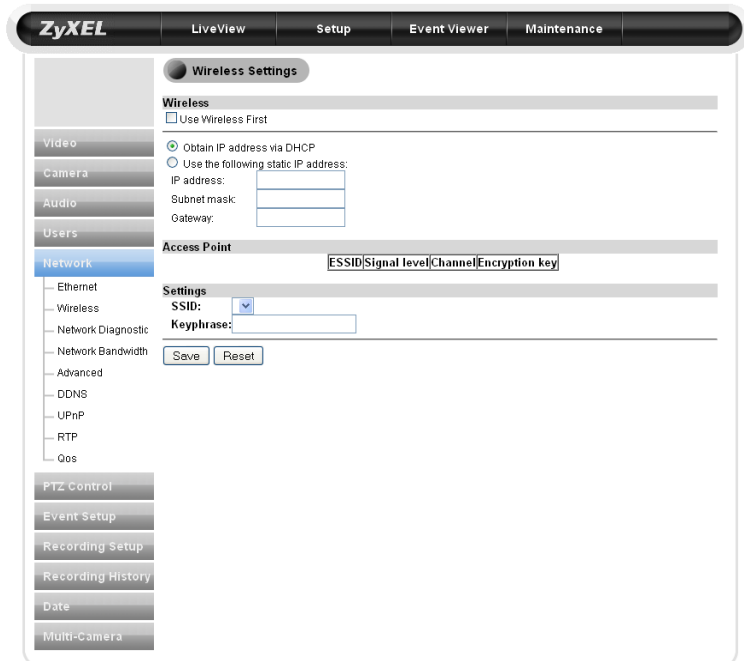 ZyXEL
LiveView Setup Event Viewer Maintenance
Wireless Settings
Wireless
Use Wireless First
Obtain IP address via DHCP
Use the following static IP address:
IP address:
Subnet mask:
Gateway:
Access Point
ESSID Signal level Channel Encryption key
Settings
SSID:
Keyphrase:
Save Reset
Video
Camera
Audio
Users
Network
Ethernet
Wireless
Network Diagnostic
Network Bandwidth
Advanced
DDNS
UPnP
RTP
Qos
PTZ Control
Event Setup
Recording Setup
Recording History
Date
Multi-Camera